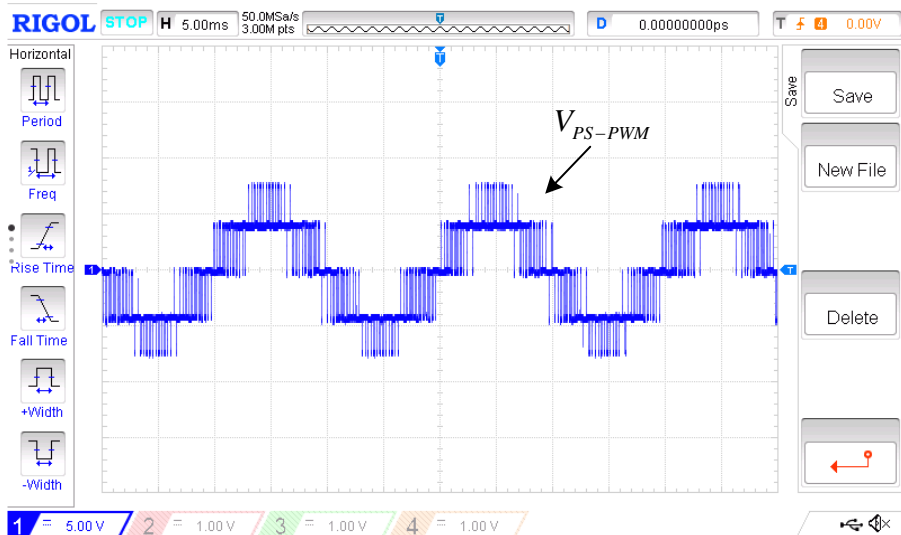 RIGOL STOP H 5.00ms 50.0MSa/s 3.00M pts D 0.00000000ps T 4 0.00V
Horizontal
Period
Freq
Rise Time
Fall Time
+Width
-Width
T
V PS-PWM
1
T
Save
Save
New File
Delete
1 = 5.00 V 2 = 1.00 V 3 = 1.00 V 4 = 1.00 V